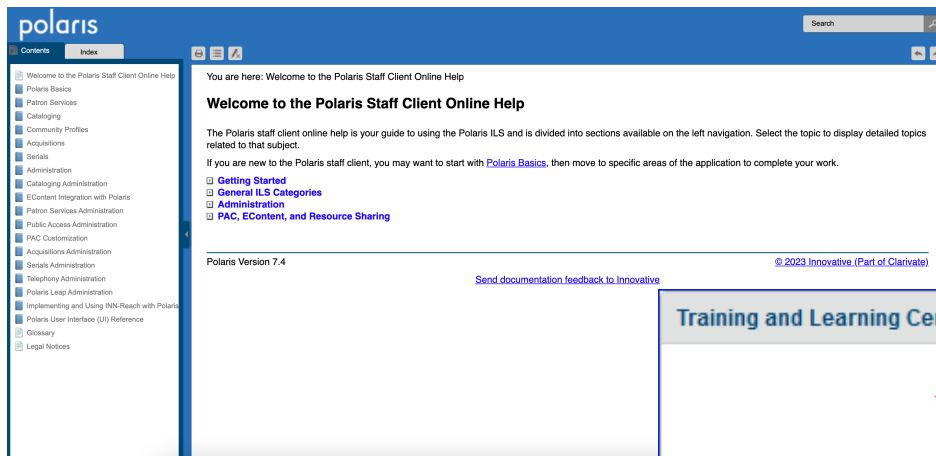 polaris
Search
Contents
Index
Welcome to the Polaris Staff Client Online Help
Polaris Basics
Patron Services
Cataloging
Community Profiles
Acquisitions
Serials
Administration
Cataloging Administration
EContent Integration with Polaris
Patron Services Administration
Public Access Administration
PAC Customization
Acquisitions Administration
Serials Administration
Telephony Administration
Polaris Leap Administration
Implementing and Using INN-Reach with Polaris
Polaris User Interface (UI) Reference
Glossary
Legal Notices
You are here: Welcome to the Polaris Staff Client Online Help
Welcome to the Polaris Staff Client Online Help
The Polaris staff client online help is your guide to using the Polaris ILS and is divided into sections available on the left navigation. Select the topic to display detailed topics
related to that subject.
If you are new to the Polaris staff client, you may want to start with Polaris Basics, then move to specific areas of the application to complete your work.
Getting Started
General ILS Categories
Administration
PAC, EContent, and Resource Sharing
Polaris Version 7.4
© 2023 Innovative (Part of Clarivate)
Send documentation feedback to Innovative
Training and Learning